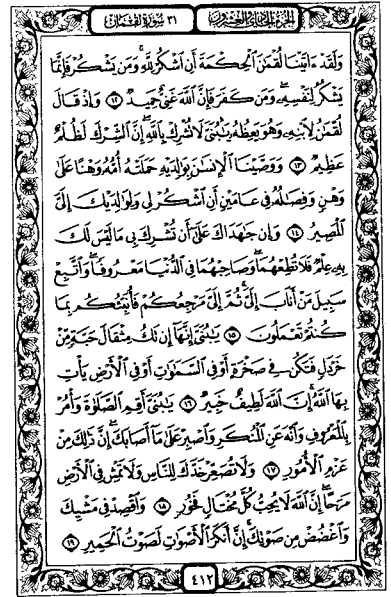 الجزء الحادي والعشرون ٣١ سورة لقمان
وَلَقَدْ ءَاتَيْنَا لُقْمَٰنَ ٱلْحِكْمَةَ أَنِ ٱشْكُرْ لِلَّهِ ۚ وَمَن يَشْكُرْ فَإِنَّمَا
يَشْكُرُ لِنَفْسِهِۦ ۖ وَمَن كَفَرَ فَإِنَّ ٱللَّهَ غَنِىٌّ حَمِيدٌ ١٢ وَإِذْ قَالَ
لُقْمَٰنُ لِٱبْنِهِۦ وَهُوَ يَعِظُهُۥ يَٰبُنَىَّ لَا تُشْرِكْ بِٱللَّهِ ۖ إِنَّ ٱلشِّرْكَ لَظُلْمٌ
عَظِيمٌ ١٣ وَوَصَّيْنَا ٱلْإِنسَٰنَ بِوَٰلِدَيْهِ حَمَلَتْهُ أُمُّهُۥ وَهْنًا عَلَىٰ
وَهْنٍ وَفِصَٰلُهُۥ فِى عَامَيْنِ أَنِ ٱشْكُرْ لِى وَلِوَٰلِدَيْكَ إِلَىَّ
ٱلْمَصِيرُ ١٤ وَإِن جَٰهَدَاكَ عَلَىٰٓ أَن تُشْرِكَ بِى مَا لَيْسَ لَكَ
بِهِۦ عِلْمٌ فَلَا تُطِعْهُمَا ۖ وَصَاحِبْهُمَا فِى ٱلدُّنْيَا مَعْرُوفًا ۖ وَٱتَّبِعْ
سَبِيلَ مَنْ أَنَابَ إِلَىَّ ۚ ثُمَّ إِلَىَّ مَرْجِعُكُمْ فَأُنَبِّئُكُم بِمَا
كُنتُمْ تَعْمَلُونَ ١٥ يَٰبُنَىَّ إِنَّهَآ إِن تَكُ مِثْقَالَ حَبَّةٍ مِّنْ
خَرْدَلٍ فَتَكُن فِى صَخْرَةٍ أَوْ فِى ٱلسَّمَٰوَٰتِ أَوْ فِى ٱلْأَرْضِ يَأْتِ
بِهَا ٱللَّهُ ۚ إِنَّ ٱللَّهَ لَطِيفٌ خَبِيرٌ ١٦ يَٰبُنَىَّ أَقِمِ ٱلصَّلَوٰةَ وَأْمُرْ
بِٱلْمَعْرُوفِ وَٱنْهَ عَنِ ٱلْمُنكَرِ وَٱصْبِرْ عَلَىٰ مَآ أَصَابَكَ ۖ إِنَّ ذَٰلِكَ مِنْ
عَزْمِ ٱلْأُمُورِ ١٧ وَلَا تُصَعِّرْ خَدَّكَ لِلنَّاسِ وَلَا تَمْشِ فِى ٱلْأَرْضِ
مَرَحًا ۖ إِنَّ ٱللَّهَ لَا يُحِبُّ كُلَّ مُخْتَالٍ فَخُورٍ ١٨ وَٱقْصِدْ فِى مَشْيِكَ
وَٱغْضُضْ مِن صَوْتِكَ ۚ إِنَّ أَنكَرَ ٱلْأَصْوَٰتِ لَصَوْتُ ٱلْحَمِيرِ ١٩
٤١٢